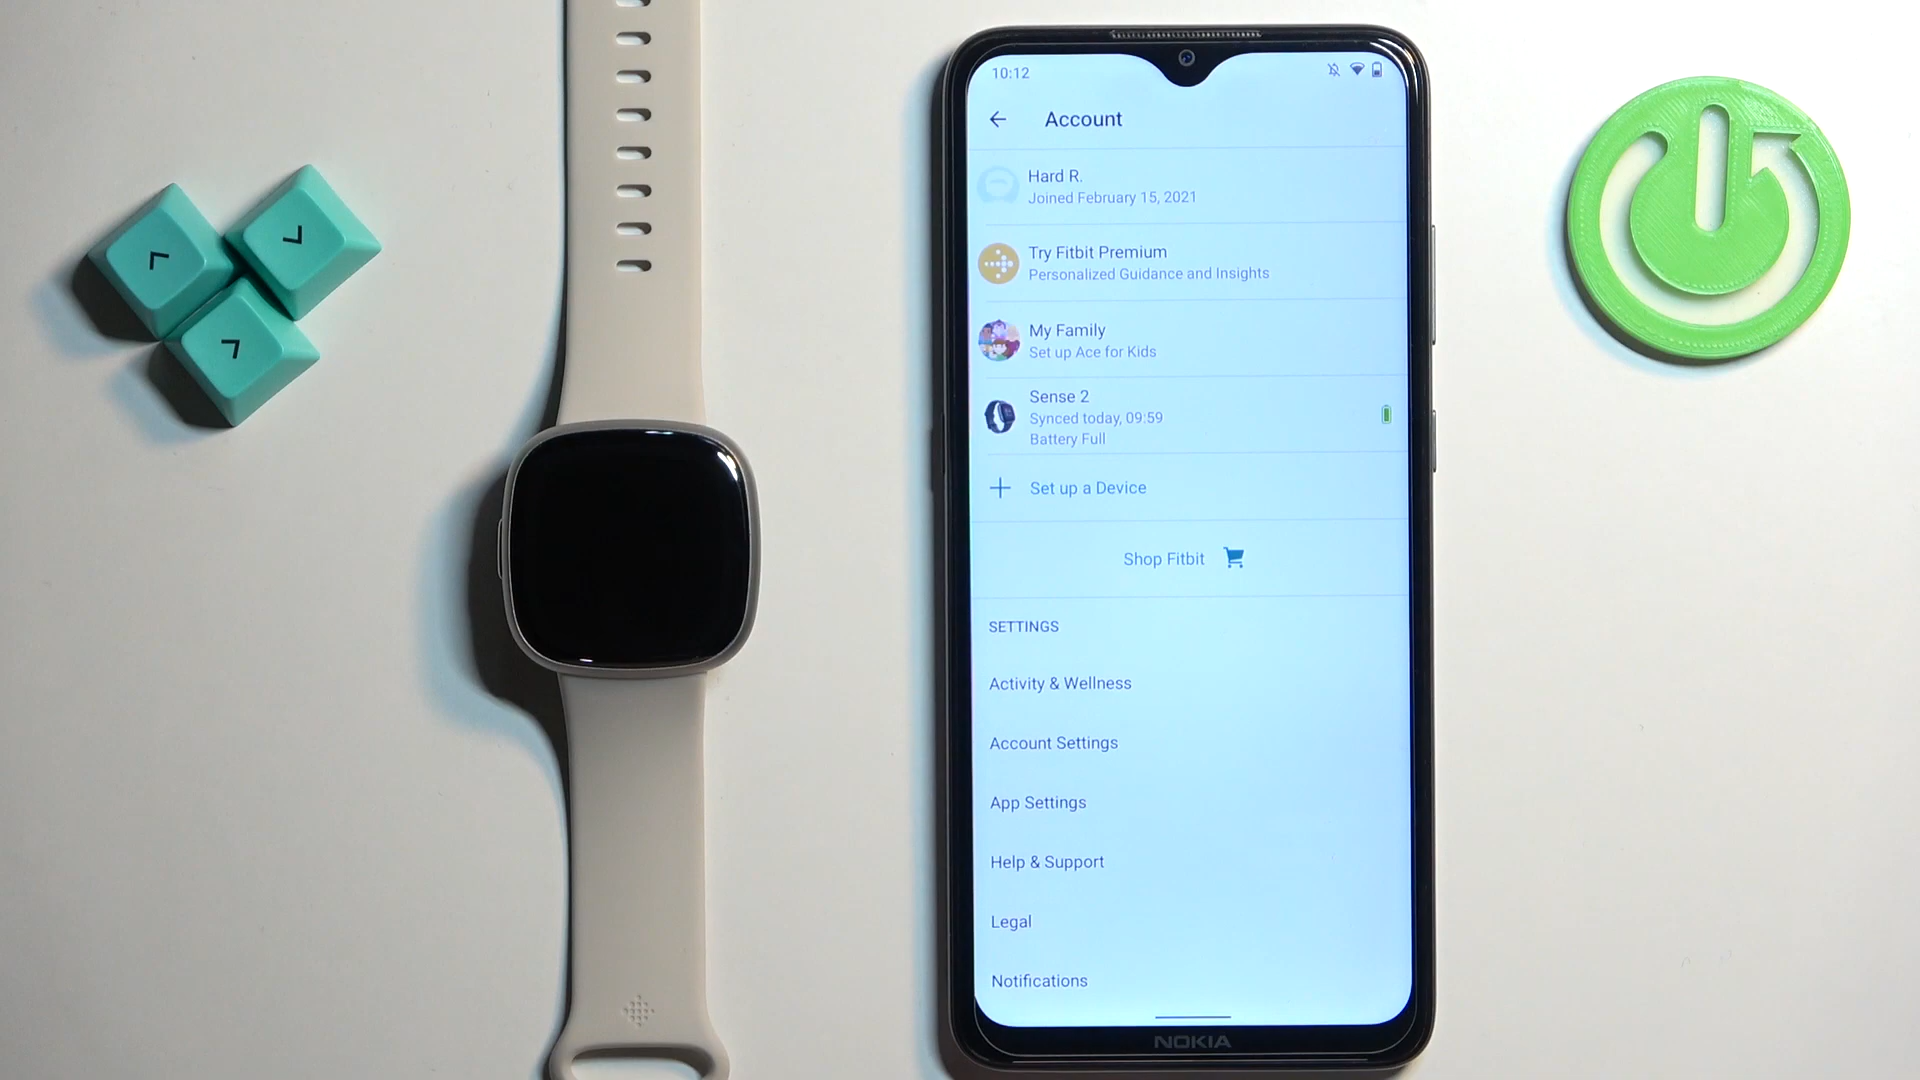 10:12
Account
Hard R.
Joined February 15, 2021
Try Fitbit Premium
Personalized Guidance and Insights
My Family
Set up Ace for Kids
Sense 2
Synced today, 09:59
Battery Full
Set up a Device
Shop Fitbit
SETTINGS
Activity & Wellness
Account Settings
App Settings
Help & Support
Legal
Notifications
NOKIA